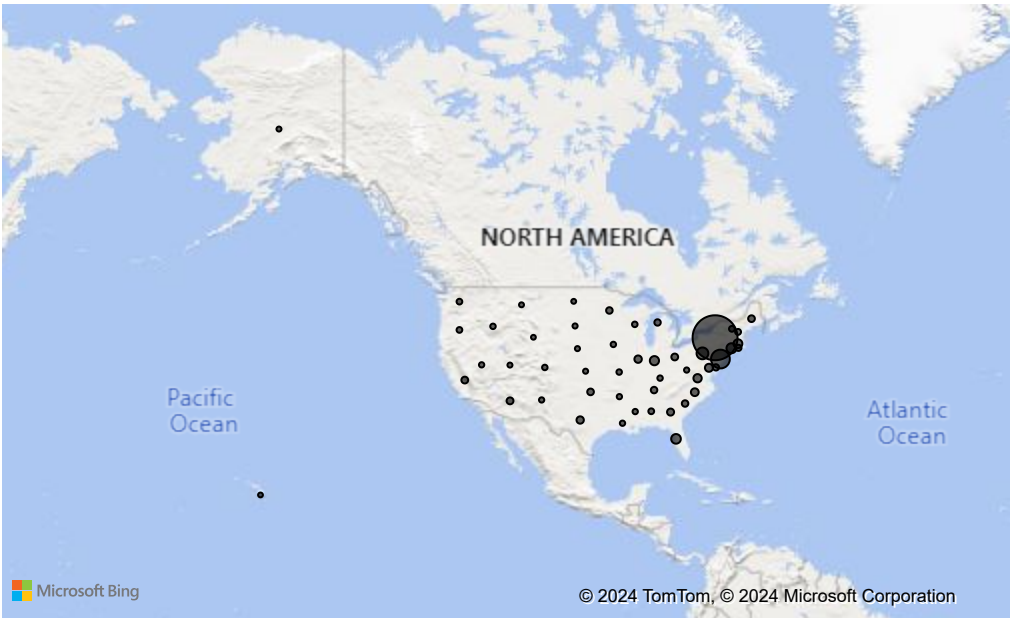 NORTH AMERICA
Pacific
Ocean
Atlantic
Ocean
Microsoft Bing
© 2024 TomTom, © 2024 Microsoft Corporation